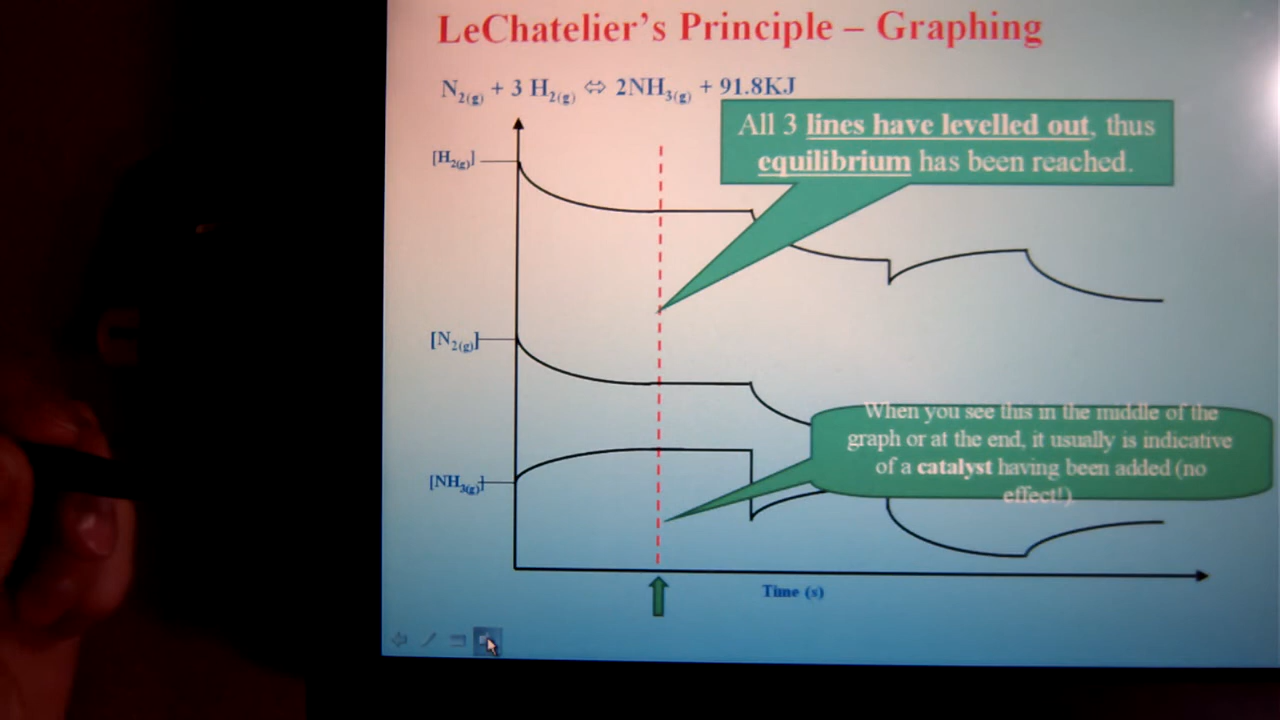 LeChatelier's Principle – Graphing
N2(g) + 3 H2(g) ⇔ 2NH3(g) + 91.8KJ
All 3 lines have levelled out, thus
equilibrium has been reached.
[H2(g)]
[N2(g)]
When you see this in the middle of the
graph or at the end, it usually is indicative
of a catalyst having been added (no
effect!)
[NH3(g)]
Time (s)